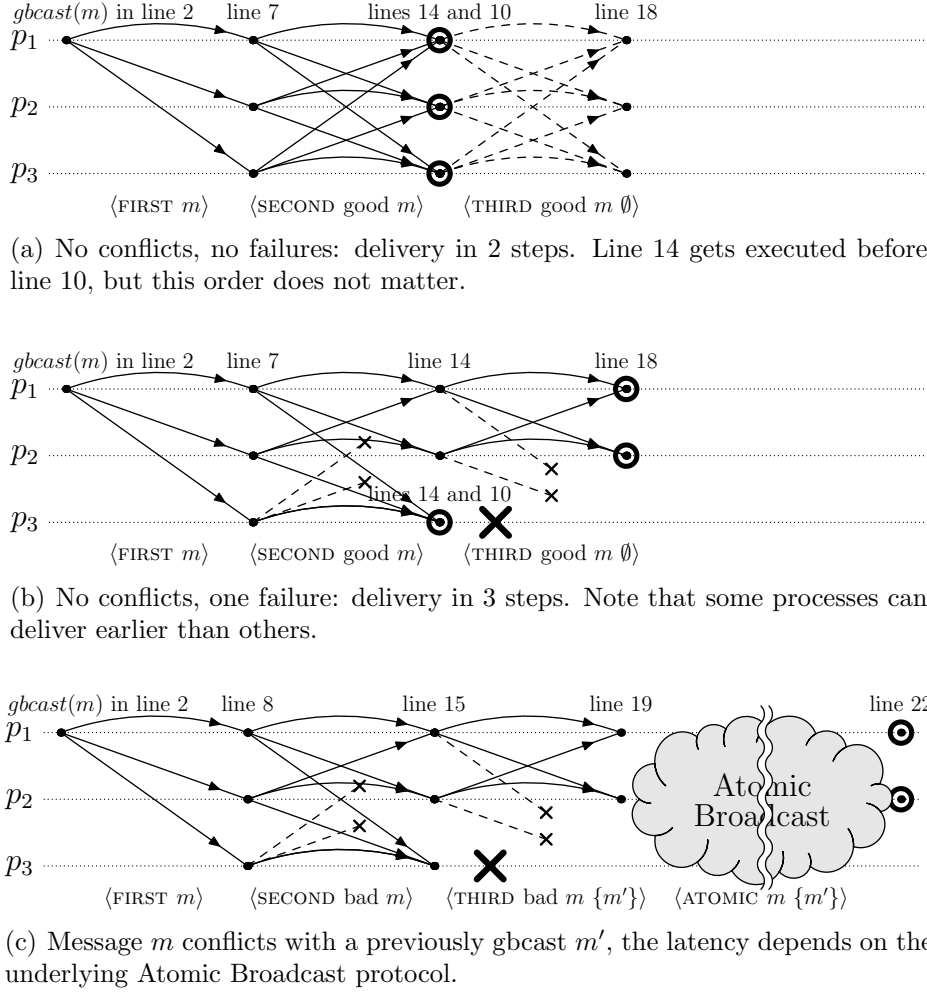 gbcast(m) in line 2 line 7 lines 14 and 10 line 18
p1
p2
p3
⟨FIRST m⟩ ⟨SECOND good m⟩ ⟨THIRD good m ∅⟩
(a) No conflicts, no failures: delivery in 2 steps. Line 14 gets executed before
line 10, but this order does not matter.
gbcast(m) in line 2 line 7 line 14 line 18
p1
p2
lines 14 and 10
p3
⟨FIRST m⟩ ⟨SECOND good m⟩ ⟨THIRD good m ∅⟩
(b) No conflicts, one failure: delivery in 3 steps. Note that some processes can
deliver earlier than others.
gbcast(m) in line 2 line 8 line 15 line 19 line 22
p1
p2
Atomic
Broadcast
p3
⟨FIRST m⟩ ⟨SECOND bad m⟩ ⟨THIRD bad m {m′}⟩ ⟨ATOMIC m {m′}⟩
(c) Message m conflicts with a previously gbcast m′, the latency depends on the
underlying Atomic Broadcast protocol.